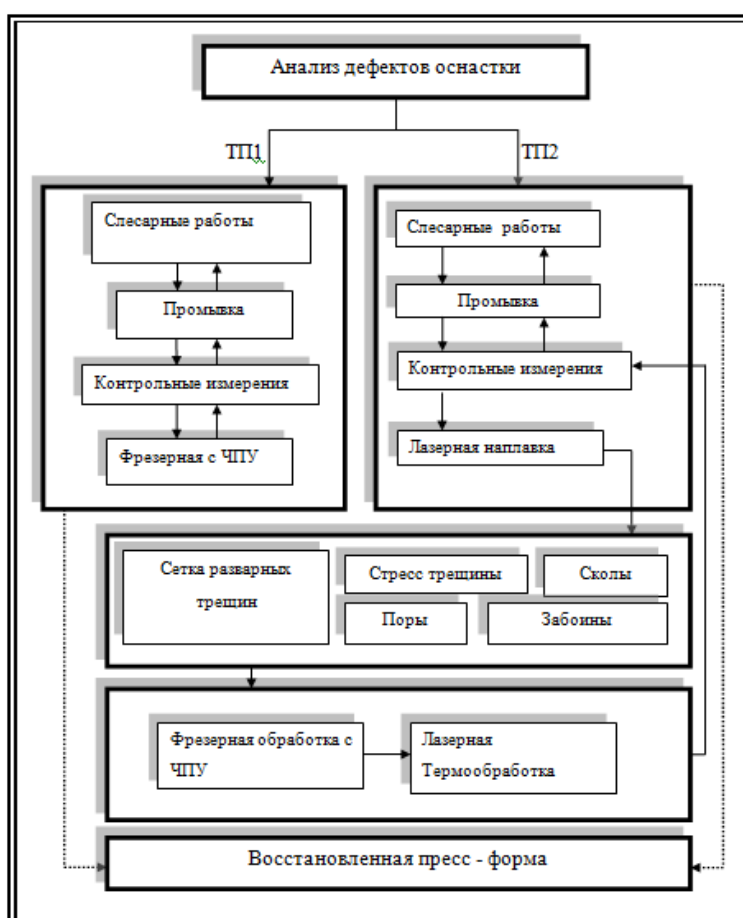 Анализ дефектов оснастки
ТП1
ТП2
Слесарные работы
Промывка
Контрольные измерения
Фрезерная с ЧПУ
Слесарные работы
Промывка
Контрольные измерения
Лазерная наплавка
Сетка разварных
трещин
Стресс трещины
Сколы
Поры
Забоины
Фрезерная обработка с
ЧПУ
Лазерная
Термообработка
Восстановленная пресс - форма